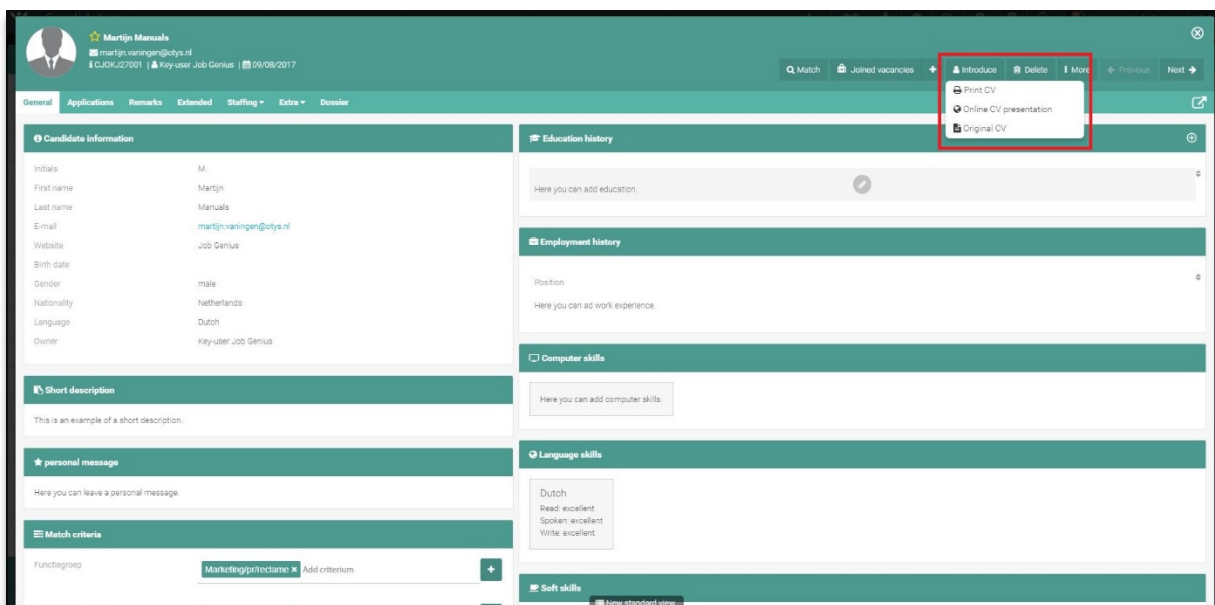 Martijn Manuals
martijn.vaningen@otys.nl
CJOKJ27001 | Key-user Job Genius | 09/08/2017
Match Joined vacancies + Introduce Delete More Previous Next
Print CV
Online CV presentation
Original CV
General Applications Remarks Extended Staffing Extra Dossier
Candidate information
Initials M.
First name Martijn
Last name Manuals
E-mail martijn.vaningen@otys.nl
Website Job Genius
Birth date
Gender male
Nationality Netherlands
Language Dutch
Owner Key-user Job Genius
Short description
This is an example of a short description.
personal message
Here you can leave a personal message.
Match criteria
Functiegroep Marketing/pr/reclame × Add criterium +
Education history
Here you can add education.
Employment history
Position
Here you can ad work experience.
Computer skills
Here you can add computer skills.
Language skills
Dutch
Read: excellent
Spoken: excellent
Write: excellent
Soft skills
New standard view